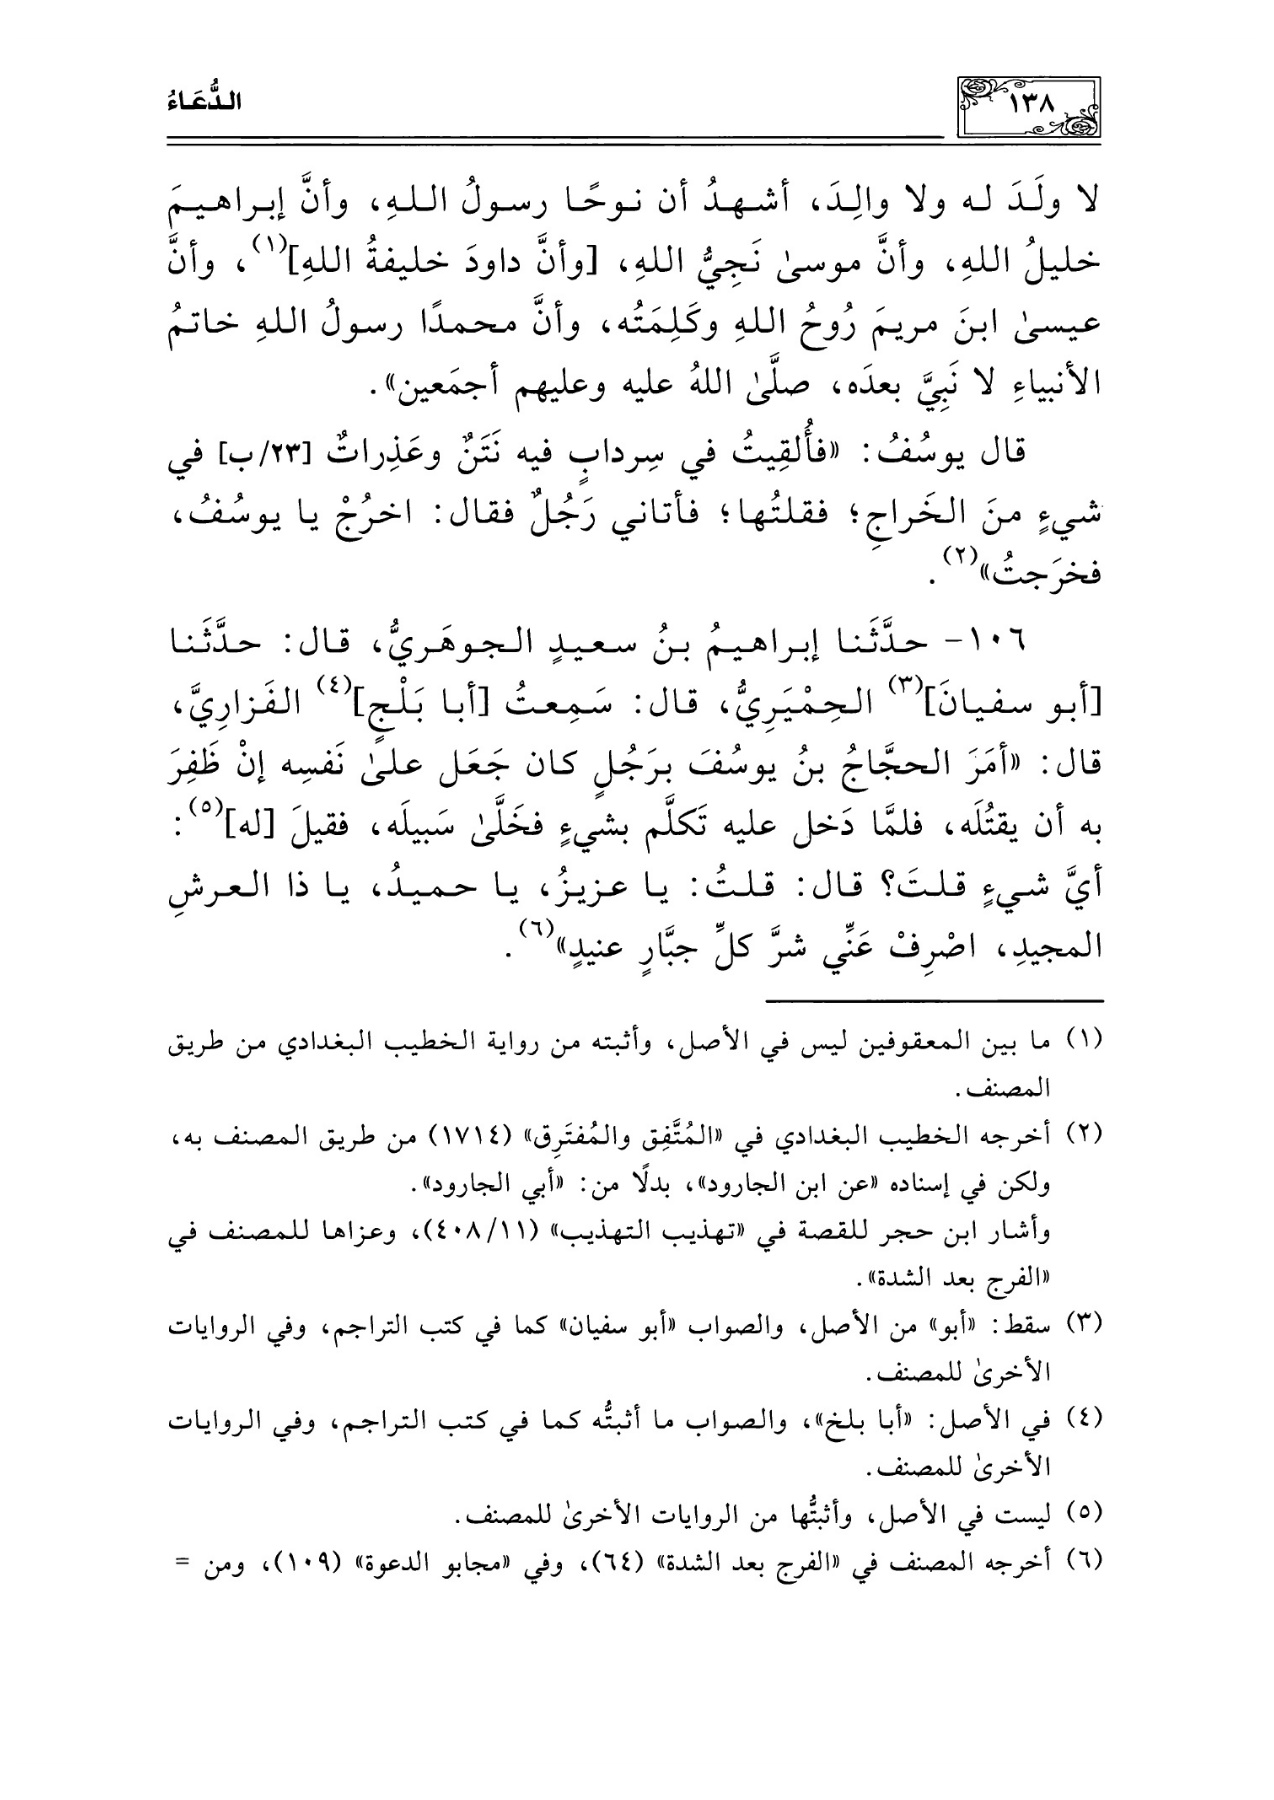 ١٣٨
الدُّعَاءُ
لا ولَدَ له ولا والِدَ، أشهدُ أن نوحًا رسولُ اللهِ، وأنَّ إبراهيمَ
خليلُ اللهِ، وأنَّ موسىٰ نَجِيُّ اللهِ، [وأنَّ داودَ خليفةُ اللهِ](١)، وأنَّ
عيسىٰ ابنَ مريمَ رُوحُ اللهِ وكَلِمَتُه، وأنَّ محمدًا رسولُ اللهِ خاتمُ
الأنبياءِ لا نَبِيَّ بعدَه، صلَّىٰ اللهُ عليه وعليهم أجمَعين».
قال يوسُفُ: «فأُلقِيتُ في سِردابٍ فيه نَتَنٌ وعَذِراتٌ [٢٣/ب] في
شيءٍ منَ الخَراجِ؛ فقلتُها؛ فأتاني رَجُلٌ فقال: اخرُجْ يا يوسُفُ،
فخرَجتُ»(٢).
١٠٦- حدَّثَنا إبراهيمُ بنُ سعيدٍ الجوهَريُّ، قال: حدَّثَنا
[أبو سفيانَ](٣) الحِمْيَرِيُّ، قال: سَمِعتُ [أبا بَلْجٍ](٤) الفَزارِيَّ،
قال: «أمَرَ الحجَّاجُ بنُ يوسُفَ برَجُلٍ كان جَعَل علىٰ نَفسِه إنْ ظَفِرَ
به أن يقتُلَه، فلمَّا دَخل عليه تَكلَّم بشيءٍ فخَلَّىٰ سَبيلَه، فقيلَ [له](٥):
أيَّ شيءٍ قلتَ؟ قال: قلتُ: يا عزيزُ، يا حميدُ، يا ذا العرشِ
المجيدِ، اصْرِفْ عَنِّي شرَّ كلِّ جبَّارٍ عنيدٍ»(٦).
(١) ما بين المعقوفين ليس في الأصل، وأثبته من رواية الخطيب البغدادي من طريق
المصنف.
(٢) أخرجه الخطيب البغدادي في «المُتَّفِق والمُفتَرِق» (١٧١٤) من طريق المصنف به،
ولكن في إسناده «عن ابن الجارود»، بدلًا من: «أبي الجارود».
وأشار ابن حجر للقصة في «تهذيب التهذيب» (٤٠٨/١١)، وعزاها للمصنف في
«الفرج بعد الشدة».
(٣) سقط: «أبو» من الأصل، والصواب «أبو سفيان» كما في كتب التراجم، وفي الروايات
الأخرىٰ للمصنف.
(٤) في الأصل: «أبا بلخ»، والصواب ما أثبتُّه كما في كتب التراجم، وفي الروايات
الأخرىٰ للمصنف.
(٥) ليست في الأصل، وأثبتُّها من الروايات الأخرىٰ للمصنف.
(٦) أخرجه المصنف في «الفرج بعد الشدة» (٦٤)، وفي «مجابو الدعوة» (١٠٩)، ومن =